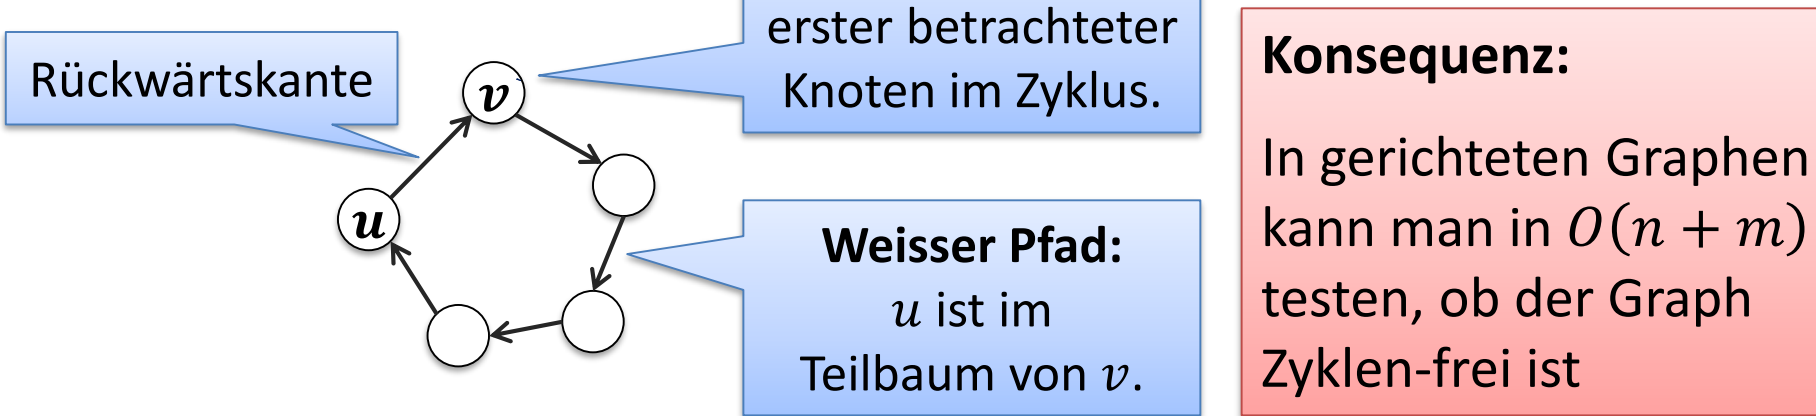 Rückwärtskante
v
u
erster betrachteter
Knoten im Zyklus.
Weisser Pfad:
u ist im
Teilbaum von v.
Konsequenz:
In gerichteten Graphen
kann man in O(n + m)
testen, ob der Graph
Zyklen-frei ist